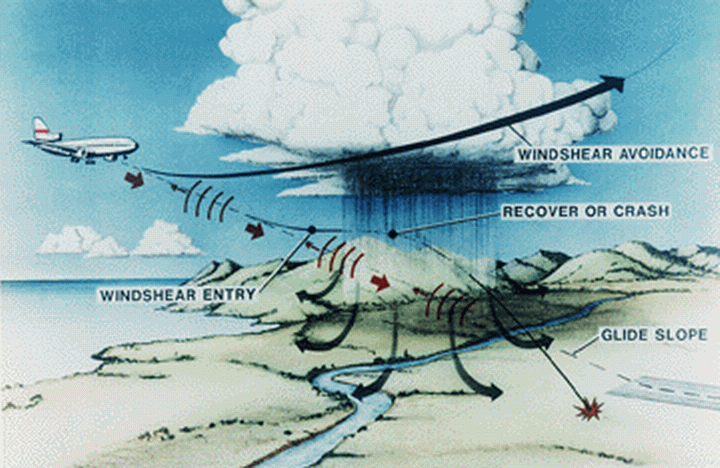 WINDSHEAR AVOIDANCE
RECOVER OR CRASH
WINDSHEAR ENTRY
GLIDE SLOPE